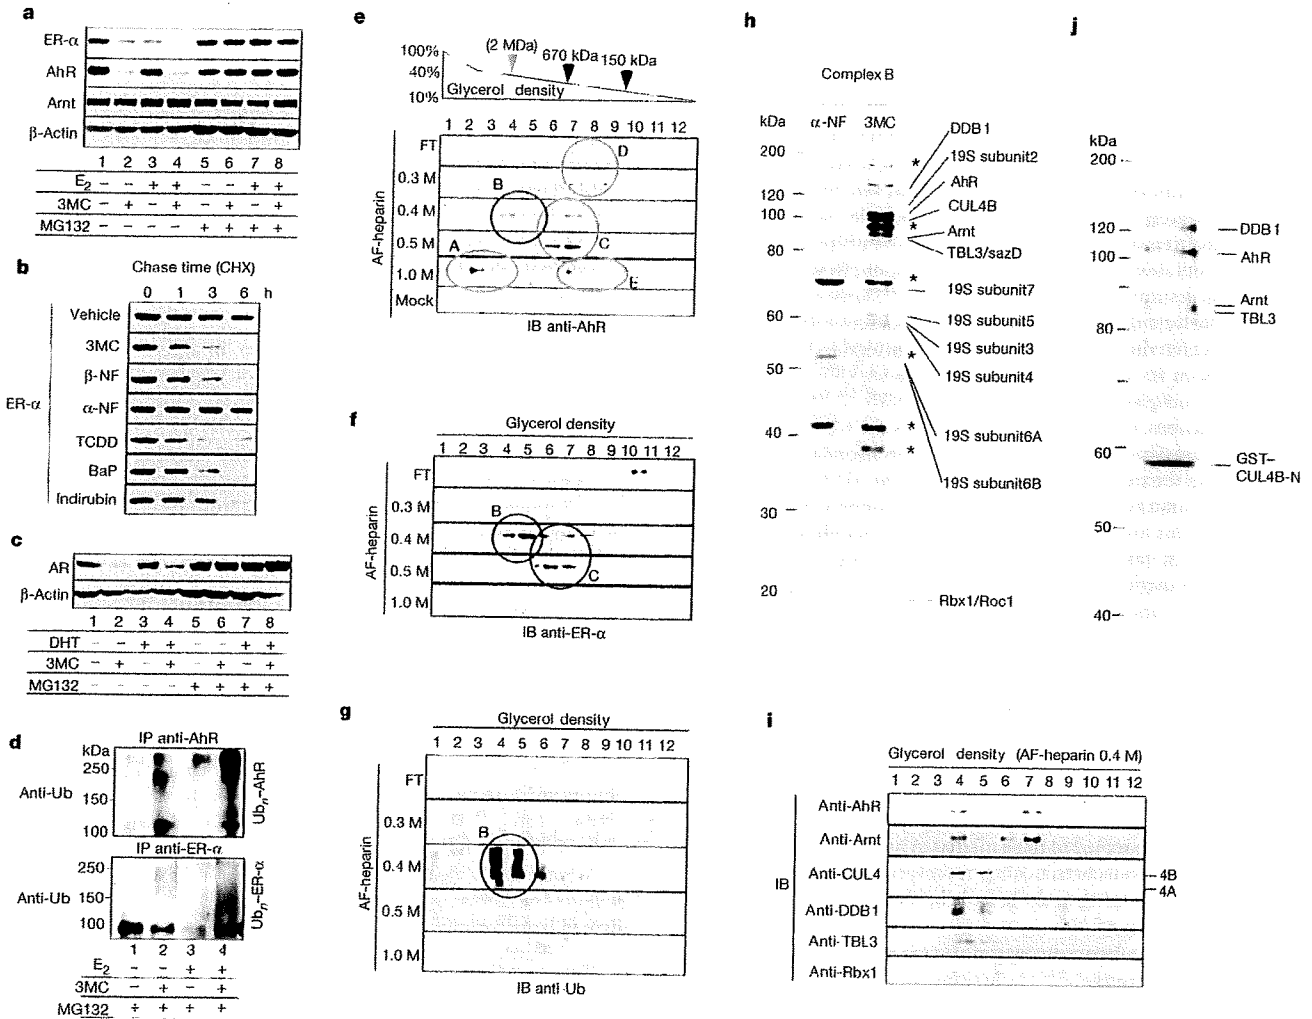 a
ER-α
AhR
Arnt
β-Actin
1 2 3 4 5 6 7 8
E2 – – + + – – + +
3MC – + – + – + – +
MG132 – – – – + + + +
b
Chase time (CHX)
0 1 3 6 h
ER-α
Vehicle
3MC
β-NF
α-NF
TCDD
BaP
Indirubin
c
AR
β-Actin
1 2 3 4 5 6 7 8
DHT – – + + – – + +
3MC – + – + – + – +
MG132 – – – – + + + +
d
IP anti-AhR
kDa
250
150
100
Anti-Ub
Ubn-AhR
IP anti-ER-α
250
150
100
Anti-Ub
Ubn-ER-α
1 2 3 4
E2 – – + +
3MC – + – +
MG132 + + + +
e
100%
40%
10%
(2 MDa)
670 kDa
150 kDa
Glycerol density
1 2 3 4 5 6 7 8 9 10 11 12
AF-heparin
FT
0.3 M
0.4 M
0.5 M
1.0 M
Mock
A
B
C
D
E
IB anti-AhR
f
Glycerol density
1 2 3 4 5 6 7 8 9 10 11 12
AF-heparin
FT
0.3 M
0.4 M
0.5 M
1.0 M
B
C
IB anti-ER-α
g
Glycerol density
1 2 3 4 5 6 7 8 9 10 11 12
AF-heparin
FT
0.3 M
0.4 M
0.5 M
1.0 M
B
IB anti-Ub
h
Complex B
kDa
α-NF 3MC
200
120
100
80
60
50
40
30
20
*
*
*
*
*
*
DDB1
19S subunit2
AhR
CUL4B
Arnt
TBL3/sazD
19S subunit7
19S subunit5
19S subunit3
19S subunit4
19S subunit6A
19S subunit6B
Rbx1/Roc1
j
kDa
200
120
100
80
60
50
40
DDB1
AhR
Arnt
TBL3
GST–
CUL4B-N
i
Glycerol density (AF-heparin 0.4 M)
1 2 3 4 5 6 7 8 9 10 11 12
IB
Anti-AhR
Anti-Arnt
Anti-CUL4
4B
4A
Anti-DDB1
Anti-TBL3
Anti-Rbx1